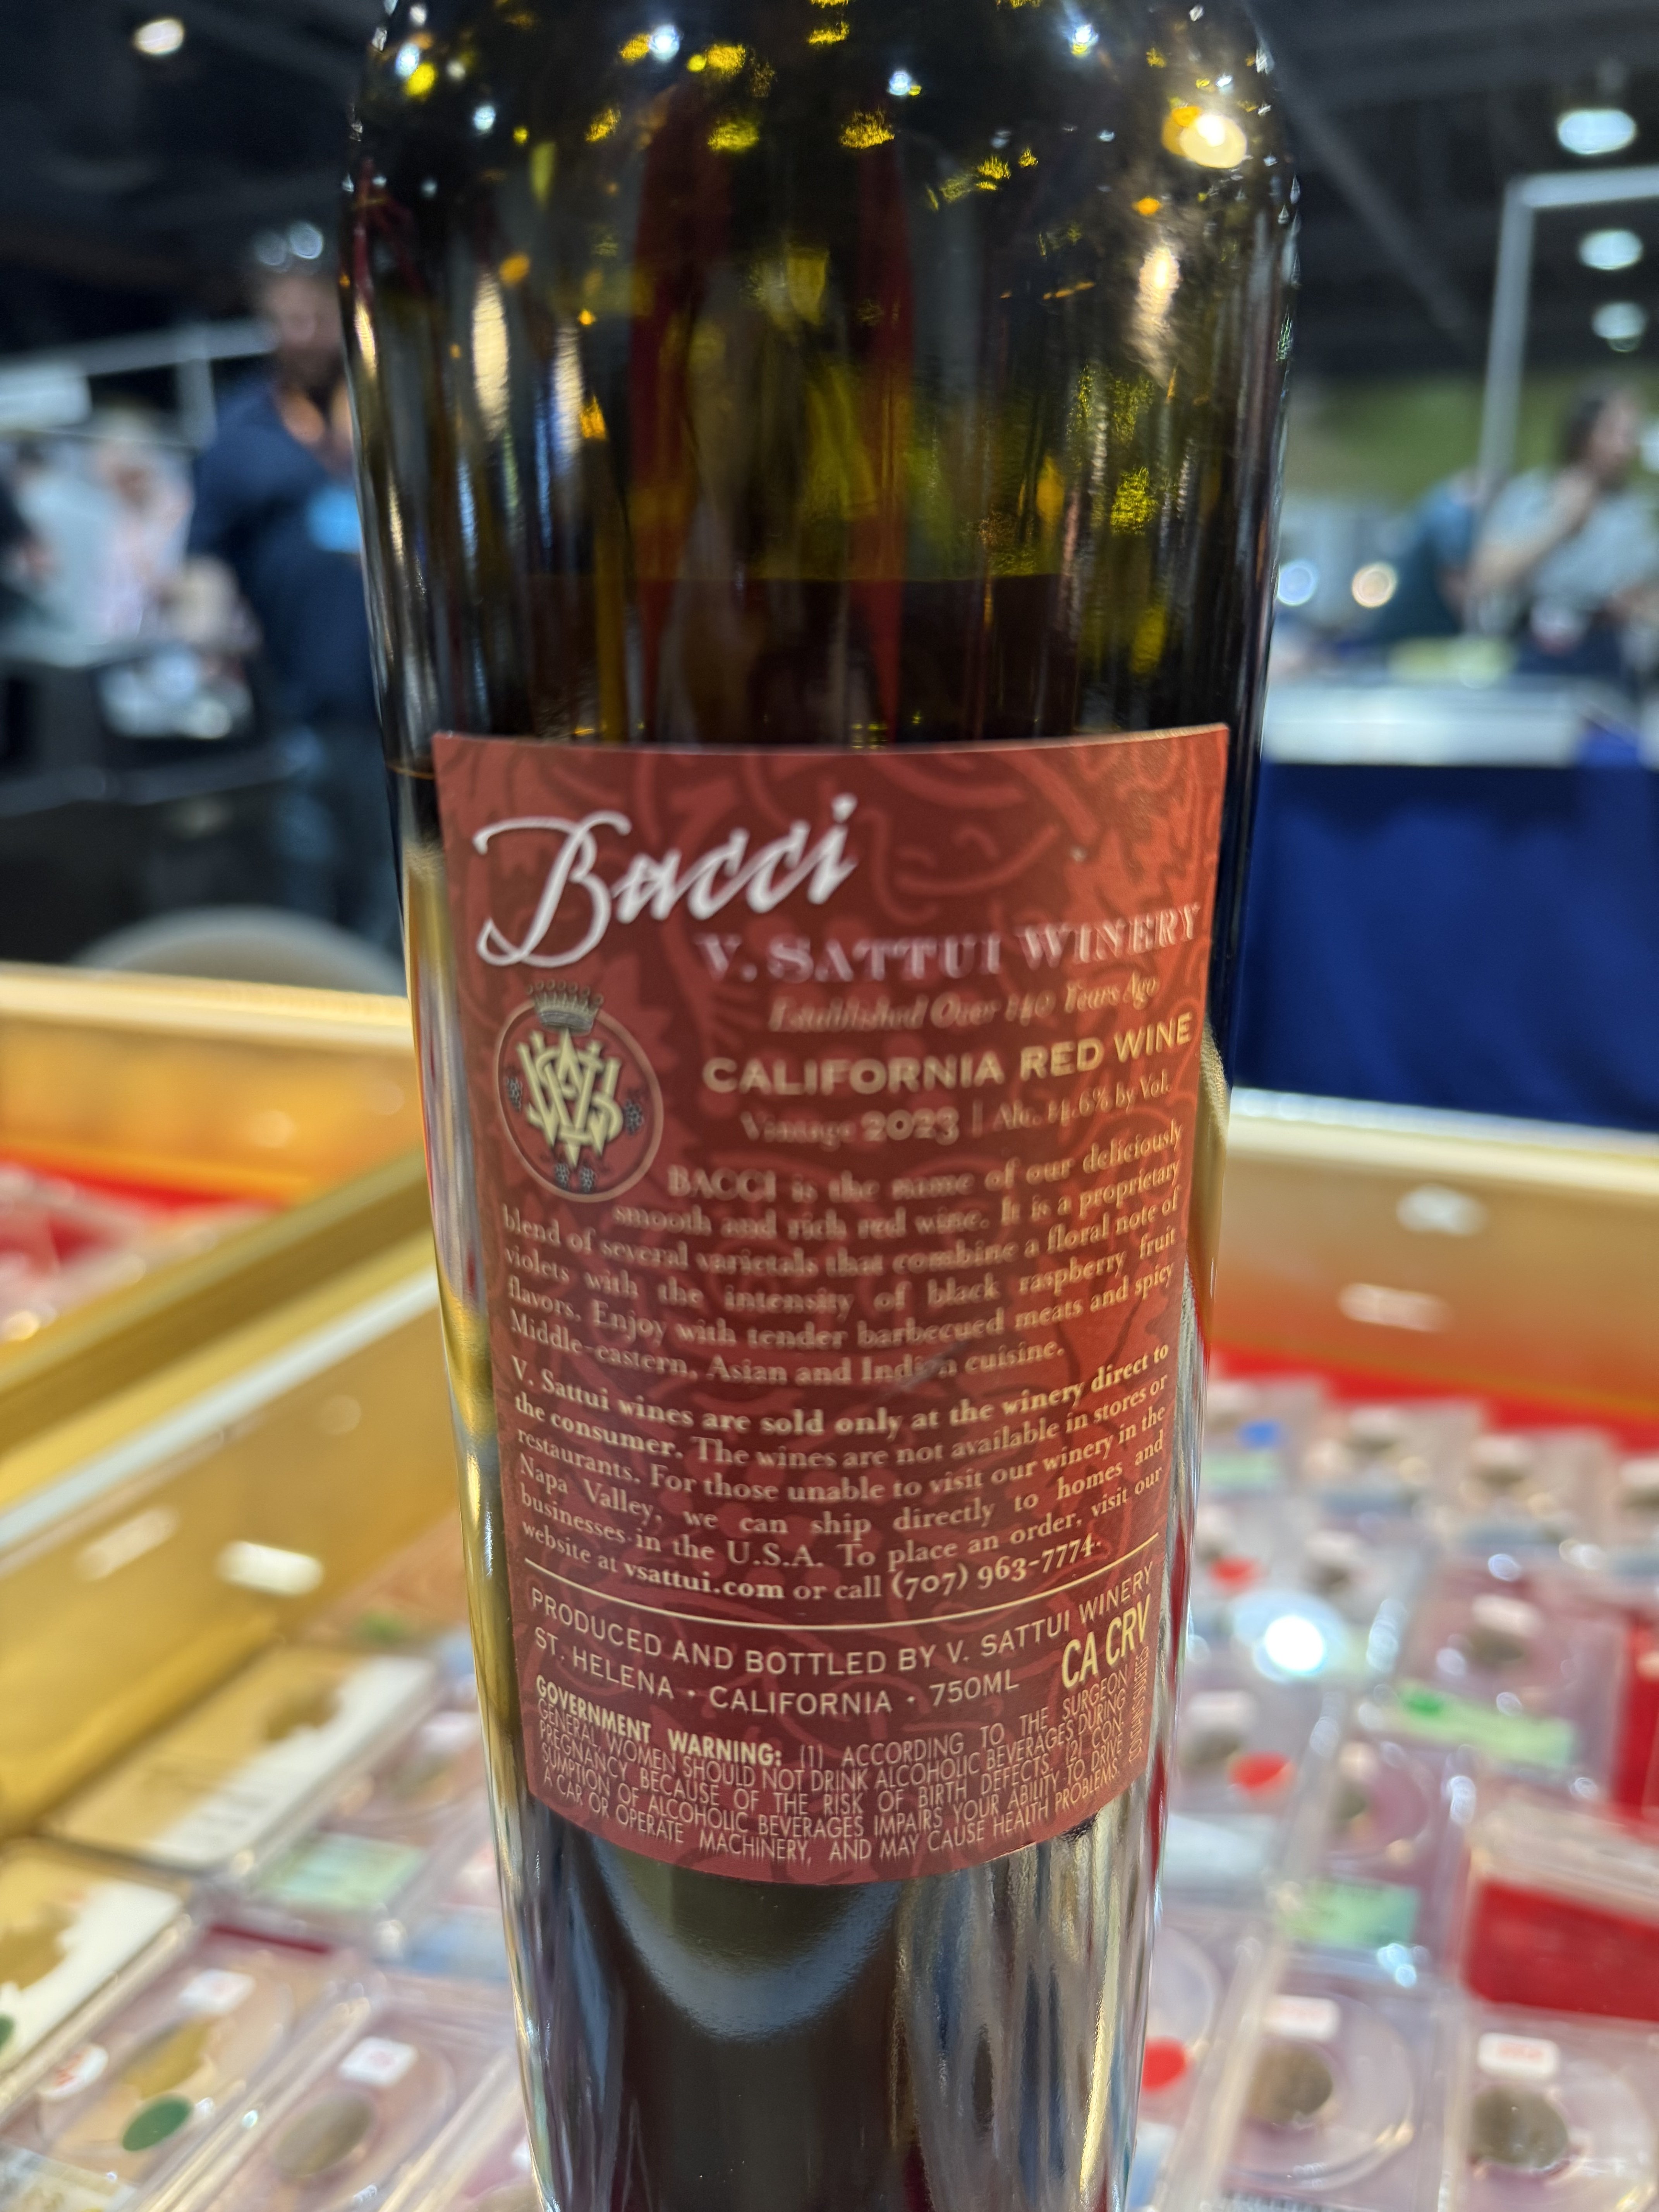 Bacci
V. SATTUI WINERY
Established Over 140 Years Ago
CALIFORNIA RED WINE
Vintage 2023 | Alc. 14.6% by Vol.
BACCI is the name of our deliciously
smooth and rich red wine. It is a proprietary
blend of several varietals that combine a floral note of
violets with the intensity of black raspberry fruit
flavors. Enjoy with tender barbecued meats and spicy
Middle-eastern, Asian and Indian cuisine.
V. Sattui wines are sold only at the winery direct to
the consumer. The wines are not available in stores or
restaurants. For those unable to visit our winery in the
Napa Valley, we can ship directly to homes and
businesses in the U.S.A. To place an order, visit our
website at vsattui.com or call (707) 963-7774.
PRODUCED AND BOTTLED BY V. SATTUI WINERY
ST. HELENA • CALIFORNIA • 750ML
CA CRV
GOVERNMENT WARNING: (1) ACCORDING TO THE SURGEON
GENERAL, WOMEN SHOULD NOT DRINK ALCOHOLIC BEVERAGES DURING
PREGNANCY BECAUSE OF THE RISK OF BIRTH DEFECTS. (2) CON-
SUMPTION OF ALCOHOLIC BEVERAGES IMPAIRS YOUR ABILITY TO DRIVE
A CAR OR OPERATE MACHINERY, AND MAY CAUSE HEALTH PROBLEMS.
CONTAINS SULFITES